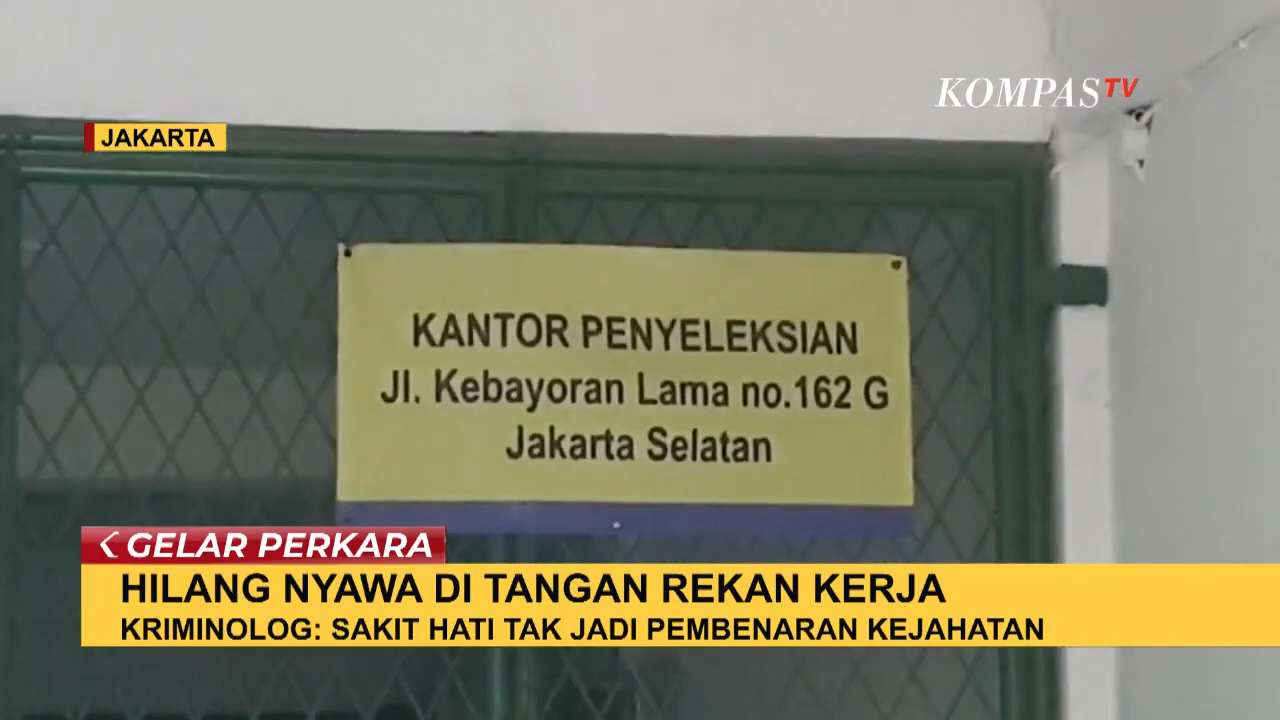 KOMPASTV
JAKARTA
KANTOR PENYELEKSIAN
Jl. Kebayoran Lama no.162 G
Jakarta Selatan
GELAR PERKARA
HILANG NYAWA DI TANGAN REKAN KERJA
KRIMINOLOG: SAKIT HATI TAK JADI PEMBENARAN KEJAHATAN